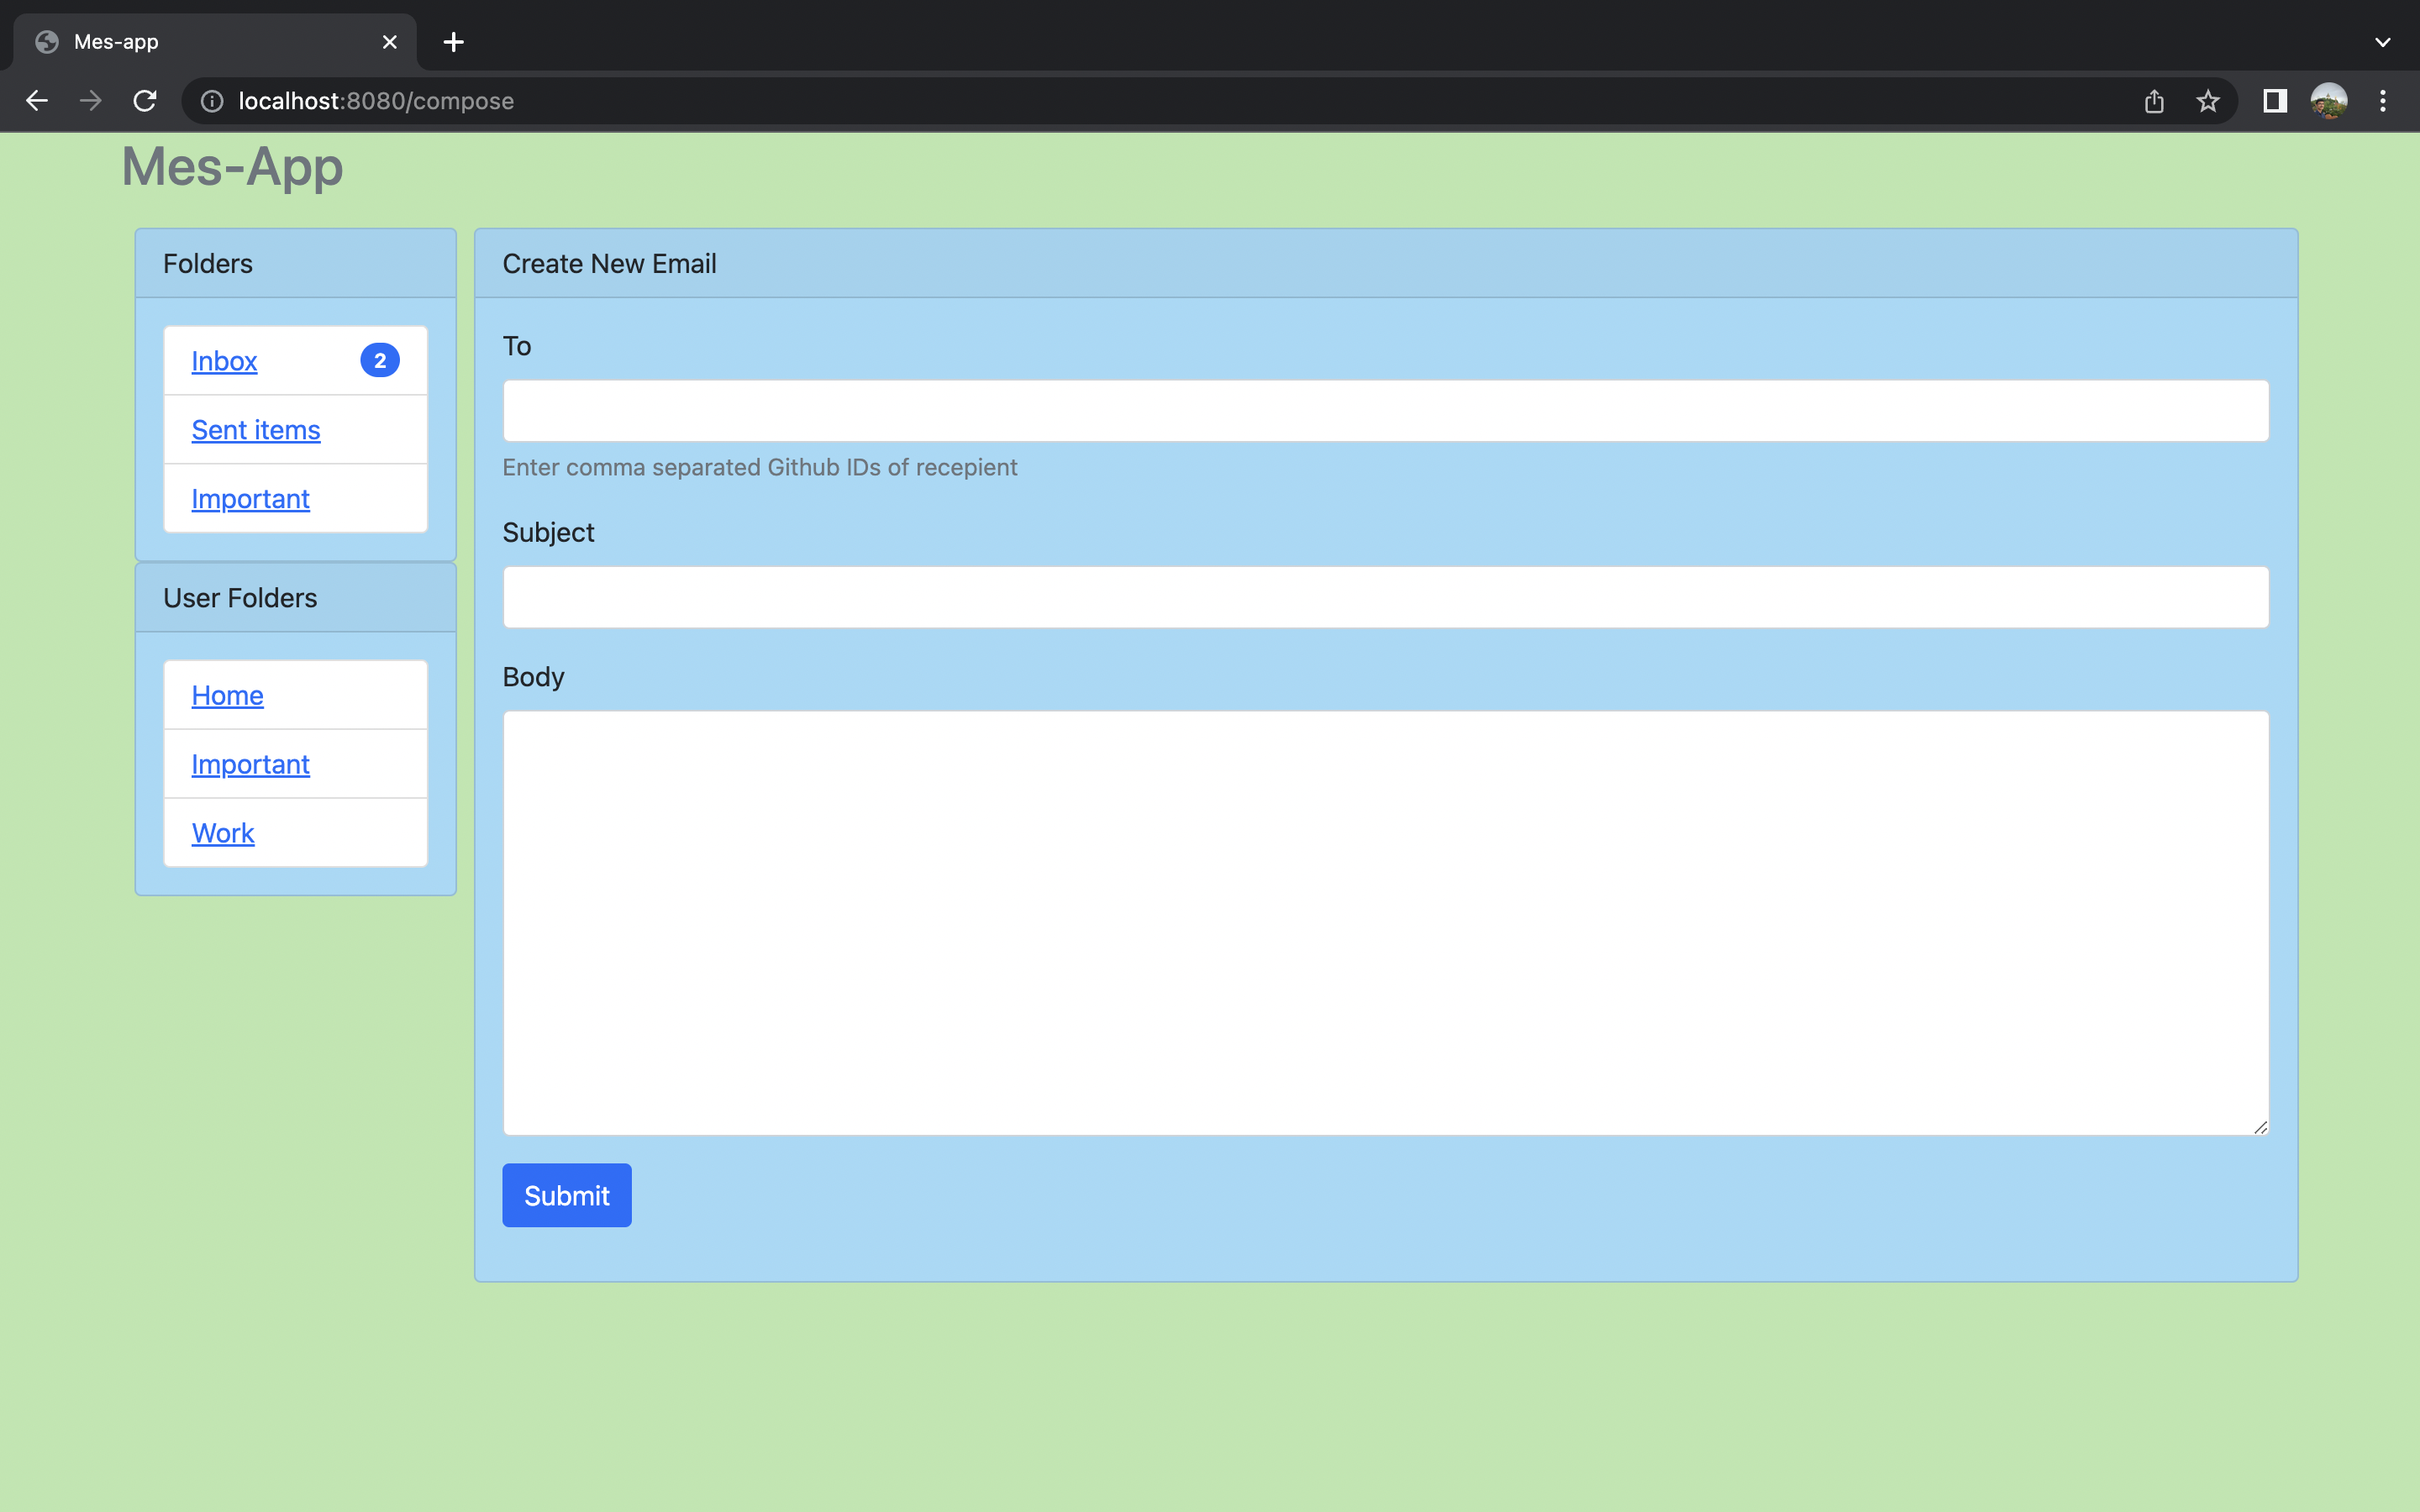 Mes-app
localhost:8080/compose
Mes-App
Folders
Inbox 2
Sent items
Important
User Folders
Home
Important
Work
Create New Email
To
Enter comma separated Github IDs of recepient
Subject
Body
Submit